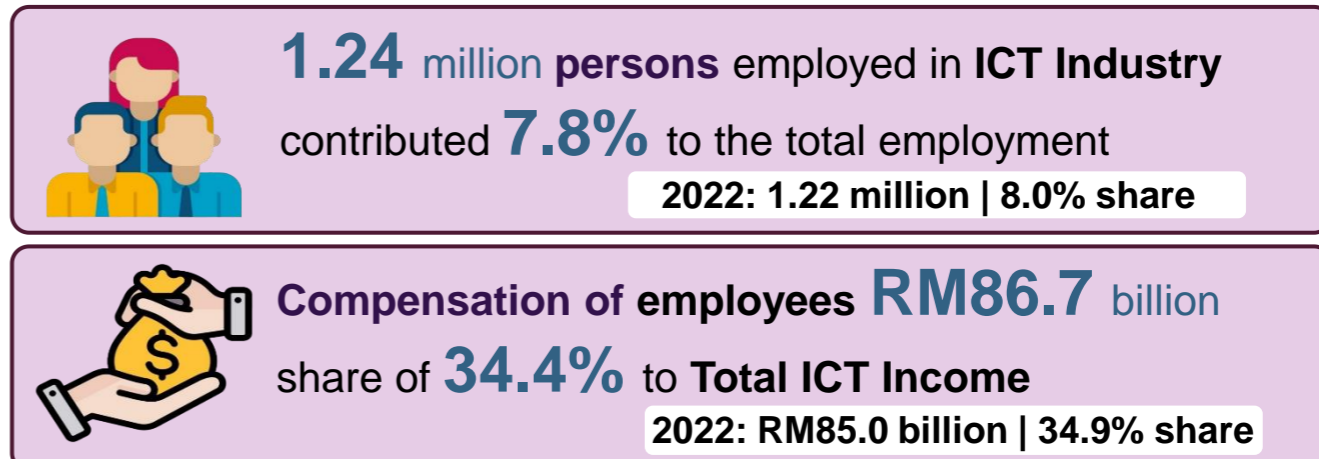 1.24 million persons employed in ICT Industry
contributed 7.8% to the total employment
2022: 1.22 million | 8.0% share
$
Compensation of employees RM86.7 billion
share of 34.4% to Total ICT Income
2022: RM85.0 billion | 34.9% share